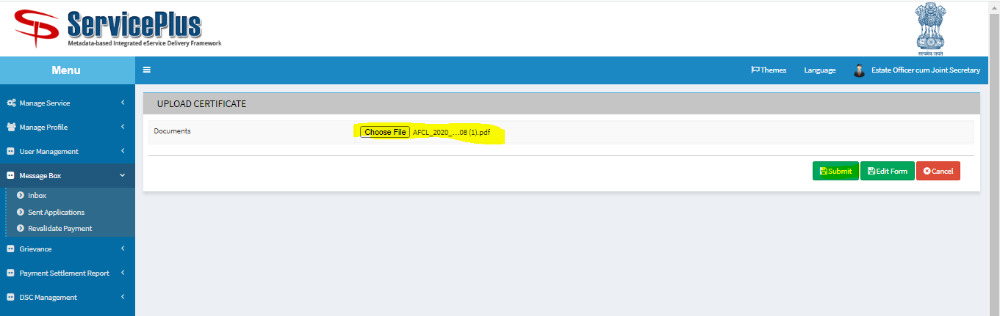 ServicePlus
Metadata-based Integrated eService Delivery Framework
सत्यमेव जयते
Menu
Themes
Language
Estate Officer cum Joint Secretary
Manage Service
Manage Profile
User Management
Message Box
Inbox
Sent Applications
Revalidate Payment
Grievance
Payment Settlement Report
DSC Management
UPLOAD CERTIFICATE
Documents
Choose File AFCL_2020_...08 (1).pdf
Submit Edit Form Cancel